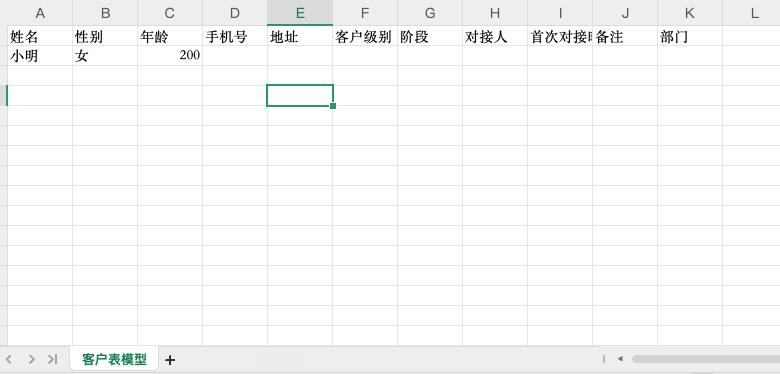 A B C D E F G H I J K L
姓名 性别 年龄 手机号 地址 客户级别 阶段 对接人 首次对接 备注 部门
小明 女 200
客户表模型 +